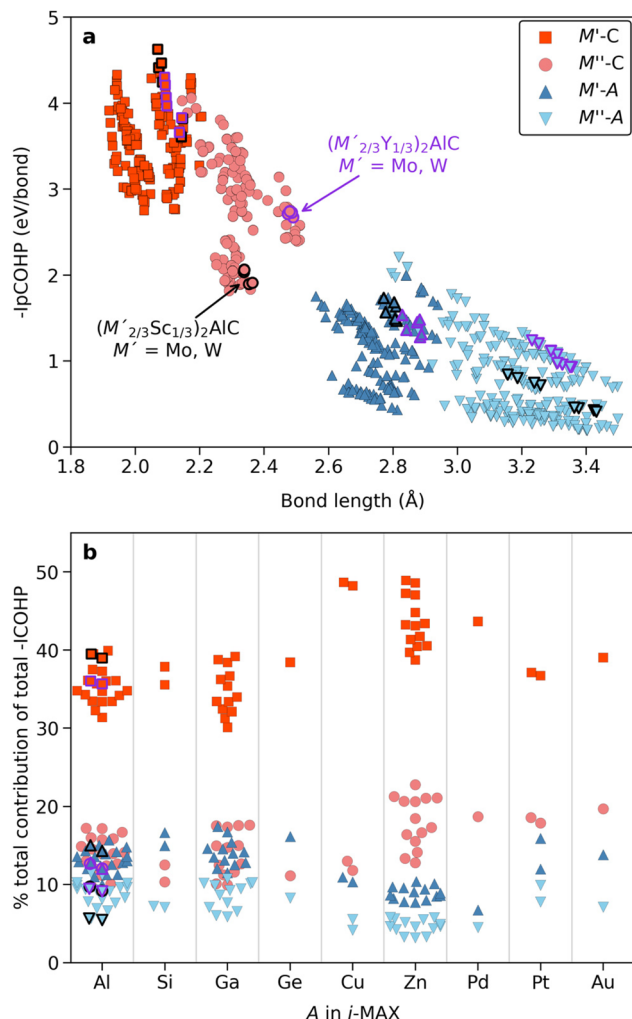 a
M'-C
M''-C
M'-A
M''-A
(M´2/3Y1/3)2AlC
M´ = Mo, W
(M´2/3Sc1/3)2AlC
M´ = Mo, W
-IpCOHP (eV/bond)
5
4
3
2
1
0
1.8 2.0 2.2 2.4 2.6 2.8 3.0 3.2 3.4
Bond length (Å)
b
% total contribution of total -ICOHP
50
40
30
20
10
0
Al Si Ga Ge Cu Zn Pd Pt Au
A in i-MAX